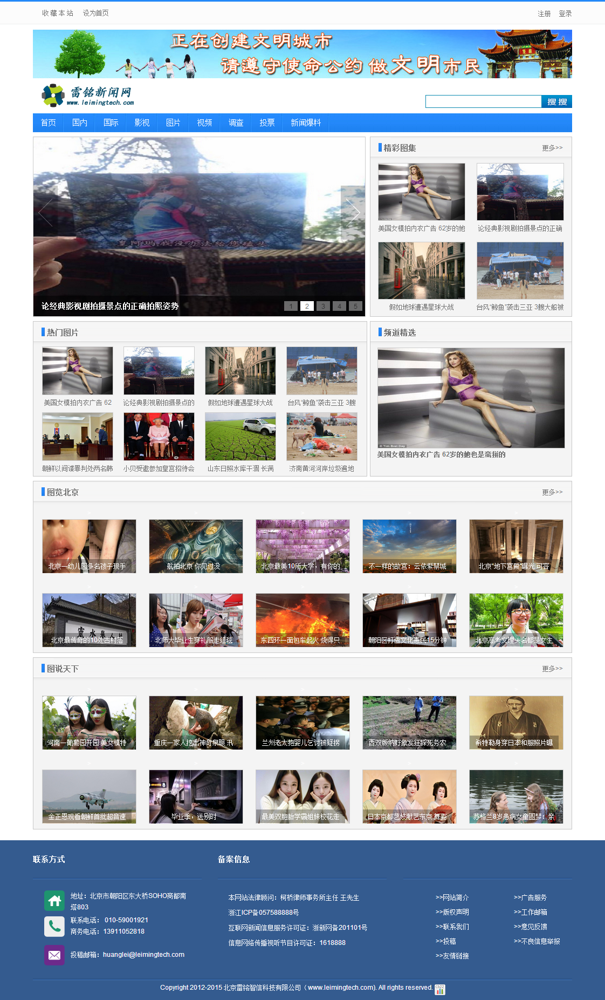 收 藏 本 站 设为首页
注册 登录
正在创建文明城市
请遵守使命公约 做文明市民
雷铭新闻网
www.leimingtech.com
搜 搜
首页 国内 国际 影视 图片 视频 调查 投票 新闻爆料
皇阿玛我没办法给您磕头
论经典影视剧拍摄景点的正确拍照姿势
1 2 3 4 5
精彩图集 更多>>
美国女模拍内衣广告 62岁的她
论经典影视剧拍摄景点的正确
假如地球遭遇星球大战
台风"鲸鱼"袭击三亚 3艘大船被
热门图片
美国女模拍内衣广告 62
论经典影视剧拍摄景点的
假如地球遭遇星球大战
台风"鲸鱼"袭击三亚 3艘
朝鲜以间谍罪判处两名韩
小贝受邀参加皇宫招待会
山东日照水库干涸 长满
济南黄河河岸垃圾遍地
频道精选
© Tim Bret Day
美国女模拍内衣广告 62岁的她也是蛮拼的
图览北京 更多>>
北京一幼儿园多名孩子现手
航拍北京 你见过没
北京最美10所大学，有你的
不一样的故宫：云依紫禁城
北京"地下宫殿"曝光 可容
北京最传奇的10处古村落
北师大毕业生穿礼服走红毯
东四环一面包车起火 烧得只
朝阳区打造文化惠民15分钟
北京高考文理头名都是女生
图说天下 更多>>
河南一葡萄园开园 美女模特
重庆一家人挖出神奇泉眼 汛
兰州老太抱婴儿乞讨被疑拐
西双版纳野象发狂踩死务农
希特勒身穿日本和服照片曝
金正恩观看朝鲜首批超音速
毕业季，送别时
最美双胞胎学霸姐妹校花走
日本京都艺妓献艺东京 舞姿
苏格兰8岁患病女童圆梦：亲
联系方式
地址：北京市朝阳区东大桥SOHO商都南
塔803
联系电话： 010-59001921
商务电话：13911052818
投稿邮箱：huanglei@leimingtech.com
备案信息
本网站法律顾问：柯桥律师事务所主任 王先生
浙江ICP备057588888号
互联网新闻信息服务许可证：浙新网备201101号
信息网络传播视听节目许可证：1618888
>>网站简介 >>广告服务
>>版权声明 >>工作邮箱
>>联系我们 >>意见反馈
>>投稿 >>不良信息举报
>>友情链接
Copyright 2012-2015 北京雷铭智信科技有限公司（www.leimingtech.com). All rights reserved.
CNZZ